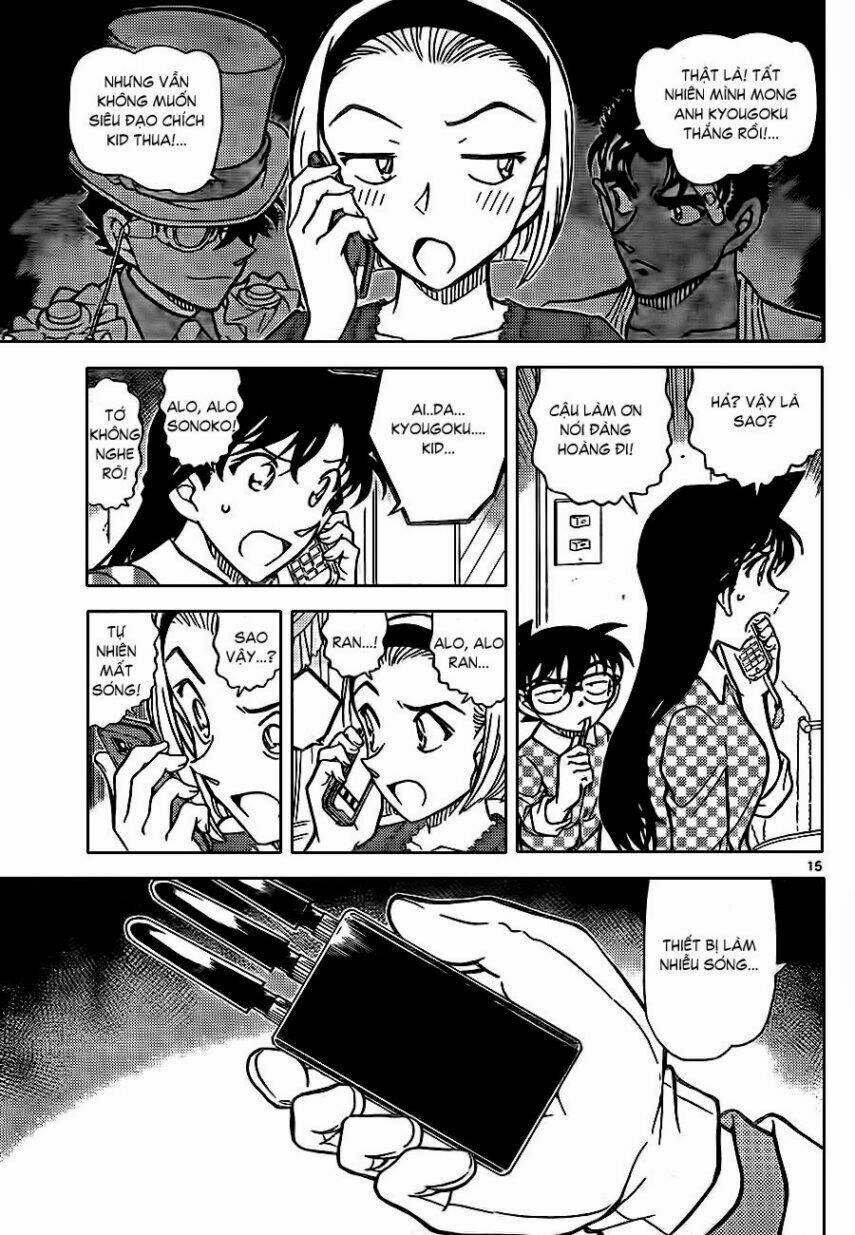 THẬT LÀ! TẤT
NHIÊN MÌNH MONG
ANH KYOUGOKU
THẮNG RỒI!...
NHƯNG VẪN
KHÔNG MUỐN
SIÊU ĐẠO CHÍCH
KID THUA!...
HẢ? VẬY LÀ
SAO?
CẬU LÀM ƠN
NÓI ĐÀNG
HOÀNG ĐI!
AI..DA...
KYOUGOKU....
KID...
ALO, ALO
SONOKO!
TỚ
KHÔNG
NGHE
RÕ!
ALO, ALO
RAN...
RAN...!
SAO
VẬY...?
TỰ
NHIÊN
MẤT
SÓNG!
15
THIẾT BỊ LÀM
NHIỄU SÓNG...